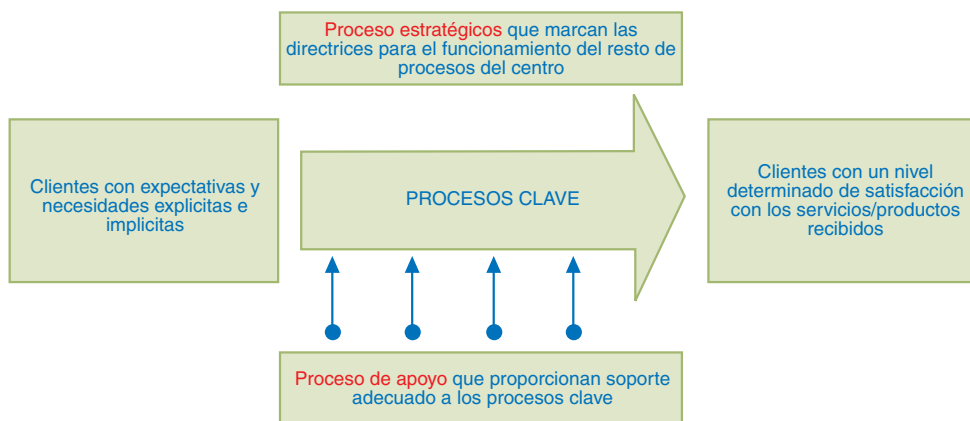 Proceso estratégicos que marcan las
directrices para el funcionamiento del resto de
procesos del centro
Clientes con expectativas y
necesidades explicitas e
implicitas
PROCESOS CLAVE
Clientes con un nivel
determinado de satisfacción
con los servicios/productos
recibidos
Proceso de apoyo que proporcionan soporte
adecuado a los procesos clave